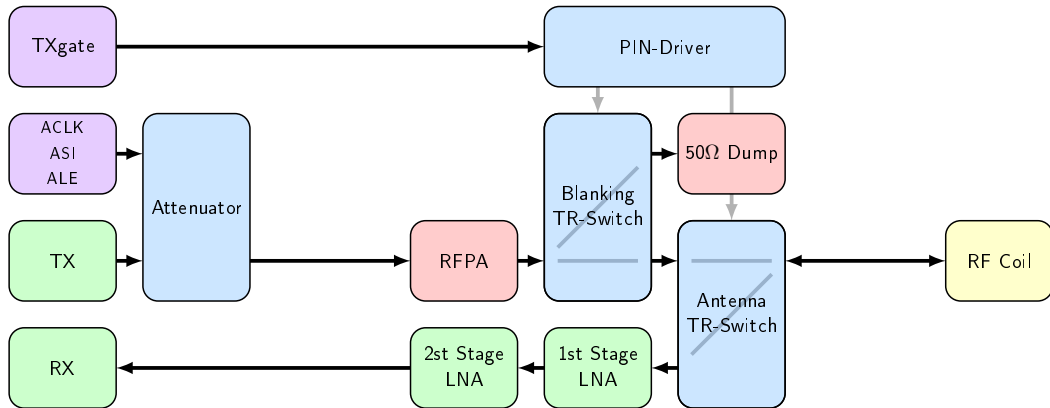 TXgate
PIN-Driver
ACLK
ASI
ALE
Attenuator
50Ω Dump
Blanking
TR-Switch
TX
RFPA
RF Coil
Antenna
TR-Switch
RX
2st Stage
LNA
1st Stage
LNA